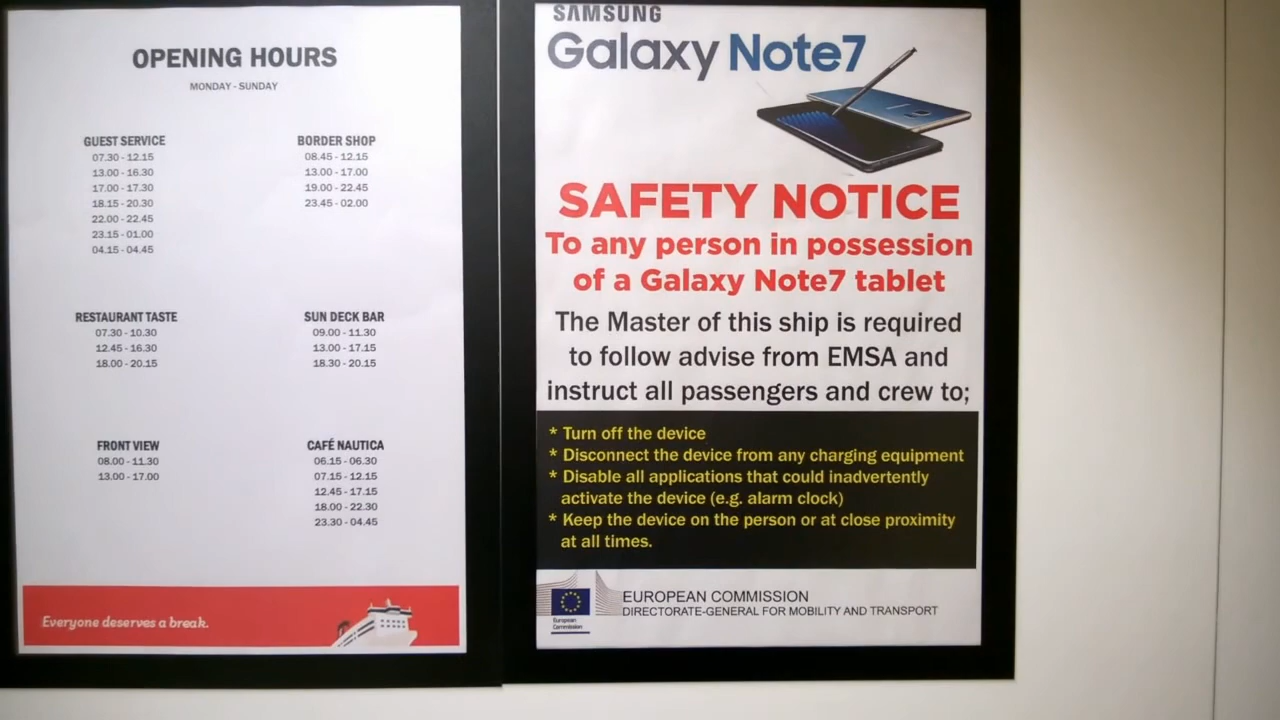 OPENING HOURS
MONDAY - SUNDAY
GUEST SERVICE
07.30 - 12.15
13.00 - 16.30
17.00 - 17.30
18.15 - 20.30
22.00 - 22.45
23.15 - 01.00
04.15 - 04.45
BORDER SHOP
08.45 - 12.15
13.00 - 17.00
19.00 - 22.45
23.45 - 02.00
RESTAURANT TASTE
07.30 - 10.30
12.45 - 16.30
18.00 - 20.15
SUN DECK BAR
09.00 - 11.30
13.00 - 17.15
18.30 - 20.15
FRONT VIEW
08.00 - 11.30
13.00 - 17.00
CAFÉ NAUTICA
06.15 - 06.30
07.15 - 12.15
12.45 - 17.15
18.00 - 22.30
23.30 - 04.45
Everyone deserves a break.
SAMSUNG
Galaxy Note7
SAFETY NOTICE
To any person in possession
of a Galaxy Note7 tablet
The Master of this ship is required
to follow advise from EMSA and
instruct all passengers and crew to;
* Turn off the device
* Disconnect the device from any charging equipment
* Disable all applications that could inadvertently
activate the device (e.g. alarm clock)
* Keep the device on the person or at close proximity
at all times.
European
Commission
EUROPEAN COMMISSION
DIRECTORATE-GENERAL FOR MOBILITY AND TRANSPORT